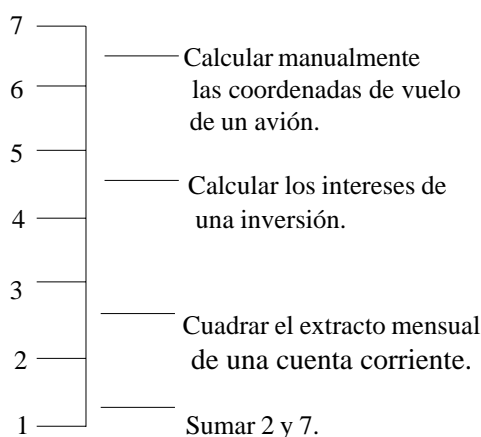 7
Calcular manualmente
6
las coordenadas de vuelo
de un avión.
5
Calcular los intereses de
4
una inversión.
3
Cuadrar el extracto mensual
2
de una cuenta corriente.
1
Sumar 2 y 7.